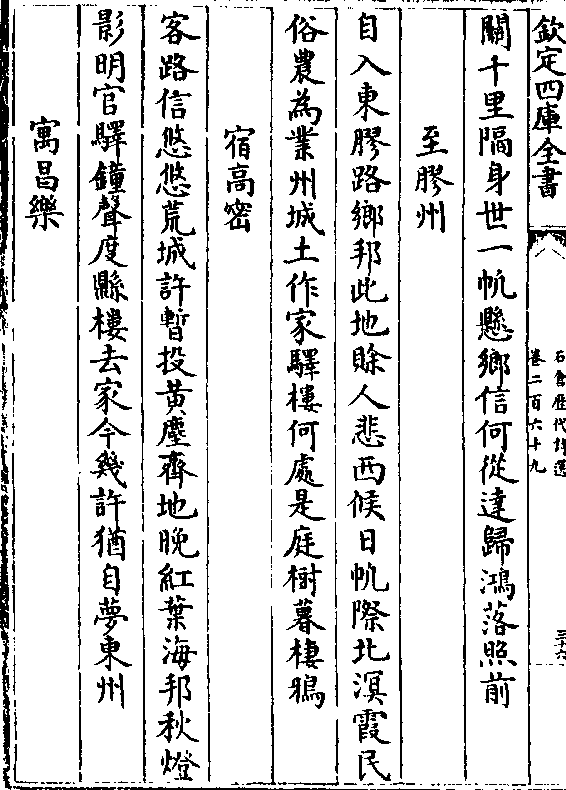 欽定四庫全書
石倉歷代詩選
卷二百六十九
三十六
關千里隔身世一帆懸鄉信何從達歸鴻落照前
至膠州
自入東膠路鄉邦此地賒人悲西候日帆際北溟霞民
俗農為業州城土作家驛樓何處是庭樹暮棲鴉
宿高密
客路信悠悠荒城許暫投黃塵齊地晚紅葉海邦秋燈
影明官驛鐘聲度縣樓去家今幾許猶自夢東州
寓昌樂